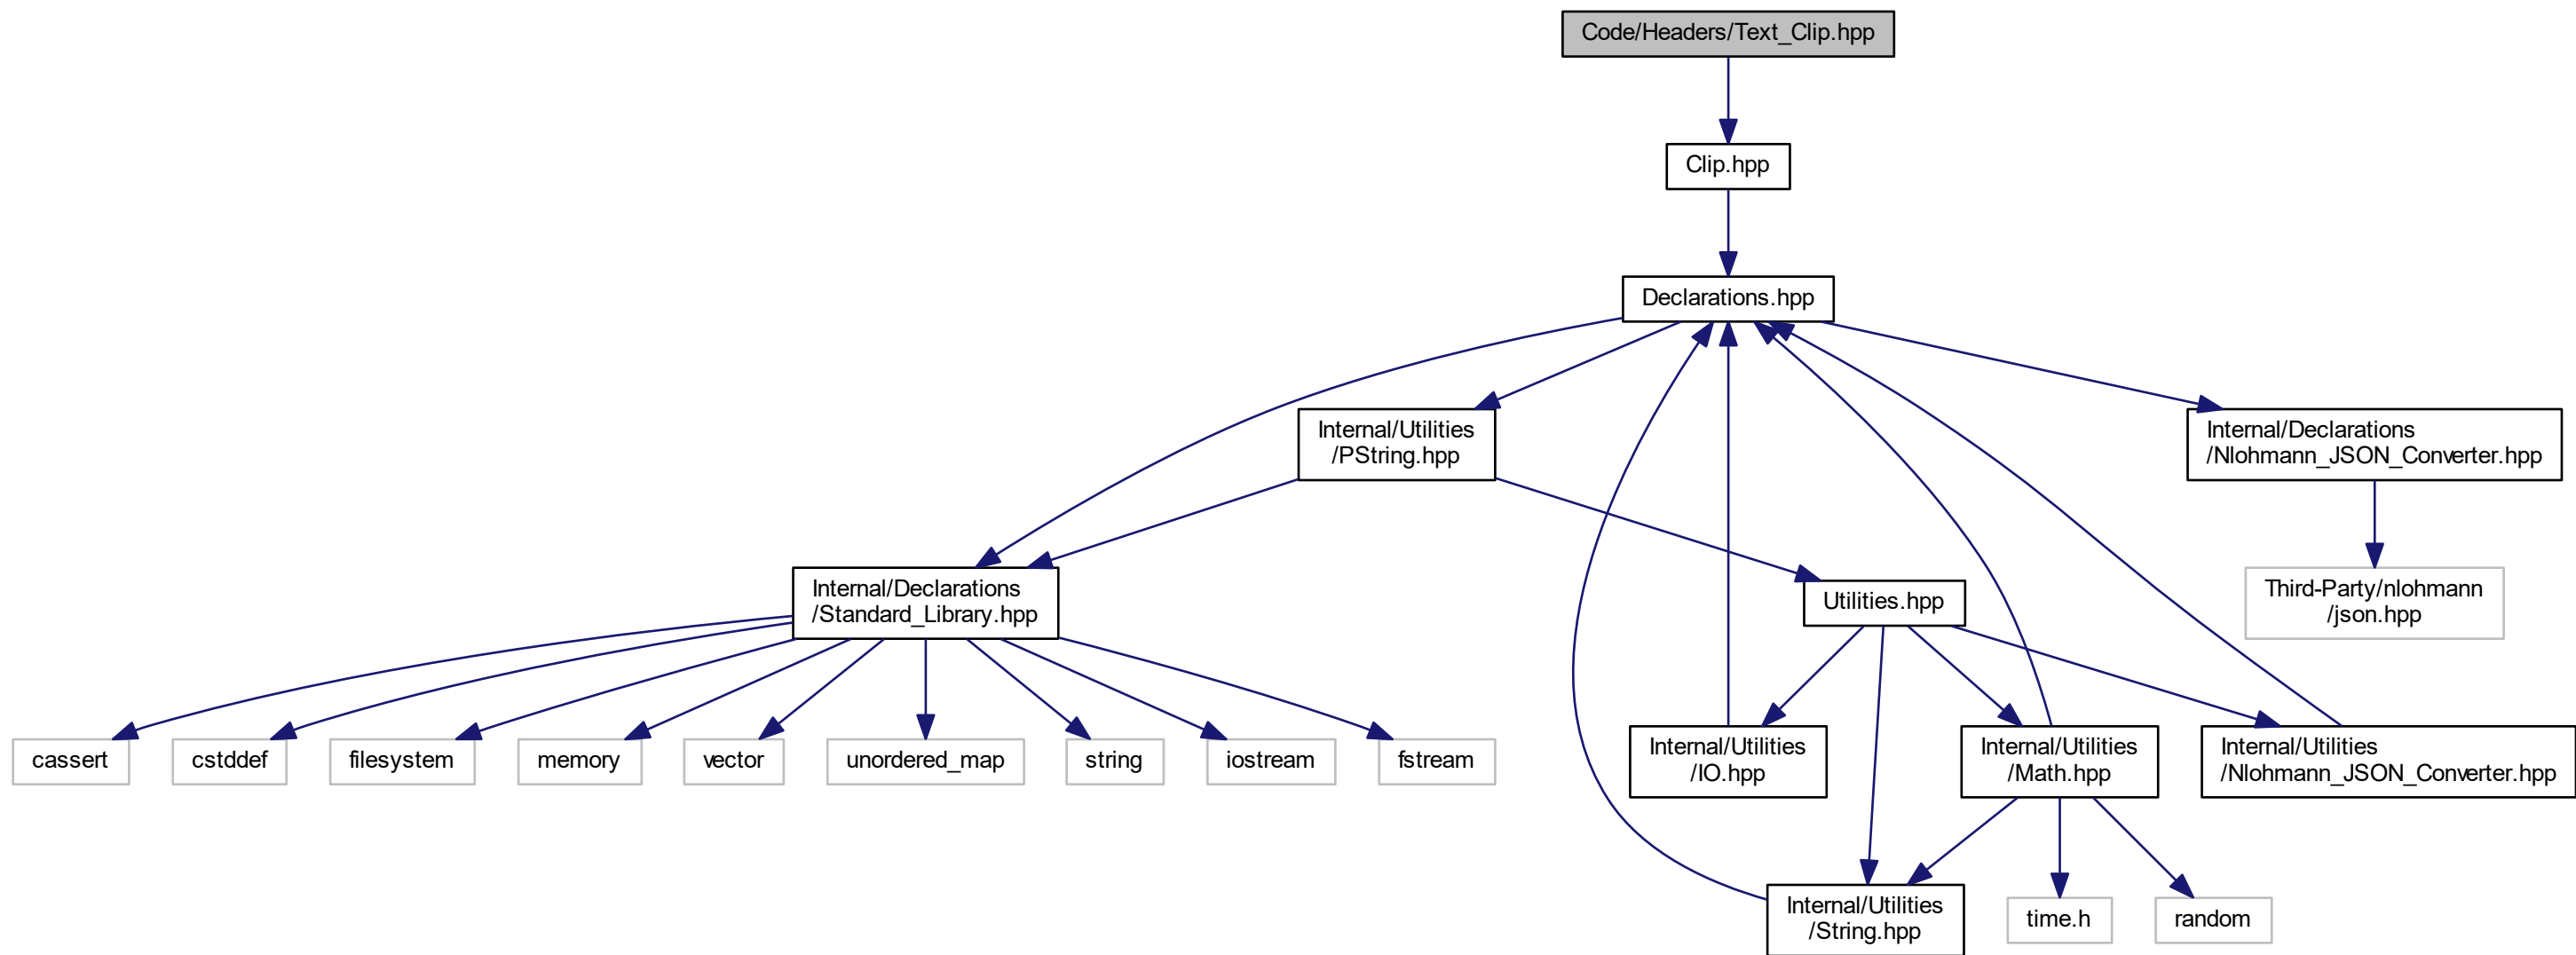 Code/Headers/Text_Clip.hpp
Clip.hpp
Declarations.hpp
Internal/Utilities
/PString.hpp
Internal/Declarations
/Nlohmann_JSON_Converter.hpp
Internal/Declarations
/Standard_Library.hpp
Utilities.hpp
Third-Party/nlohmann
/json.hpp
cassert
cstddef
filesystem
memory
vector
unordered_map
string
iostream
fstream
Internal/Utilities
/IO.hpp
Internal/Utilities
/Math.hpp
Internal/Utilities
/Nlohmann_JSON_Converter.hpp
Internal/Utilities
/String.hpp
time.h
random